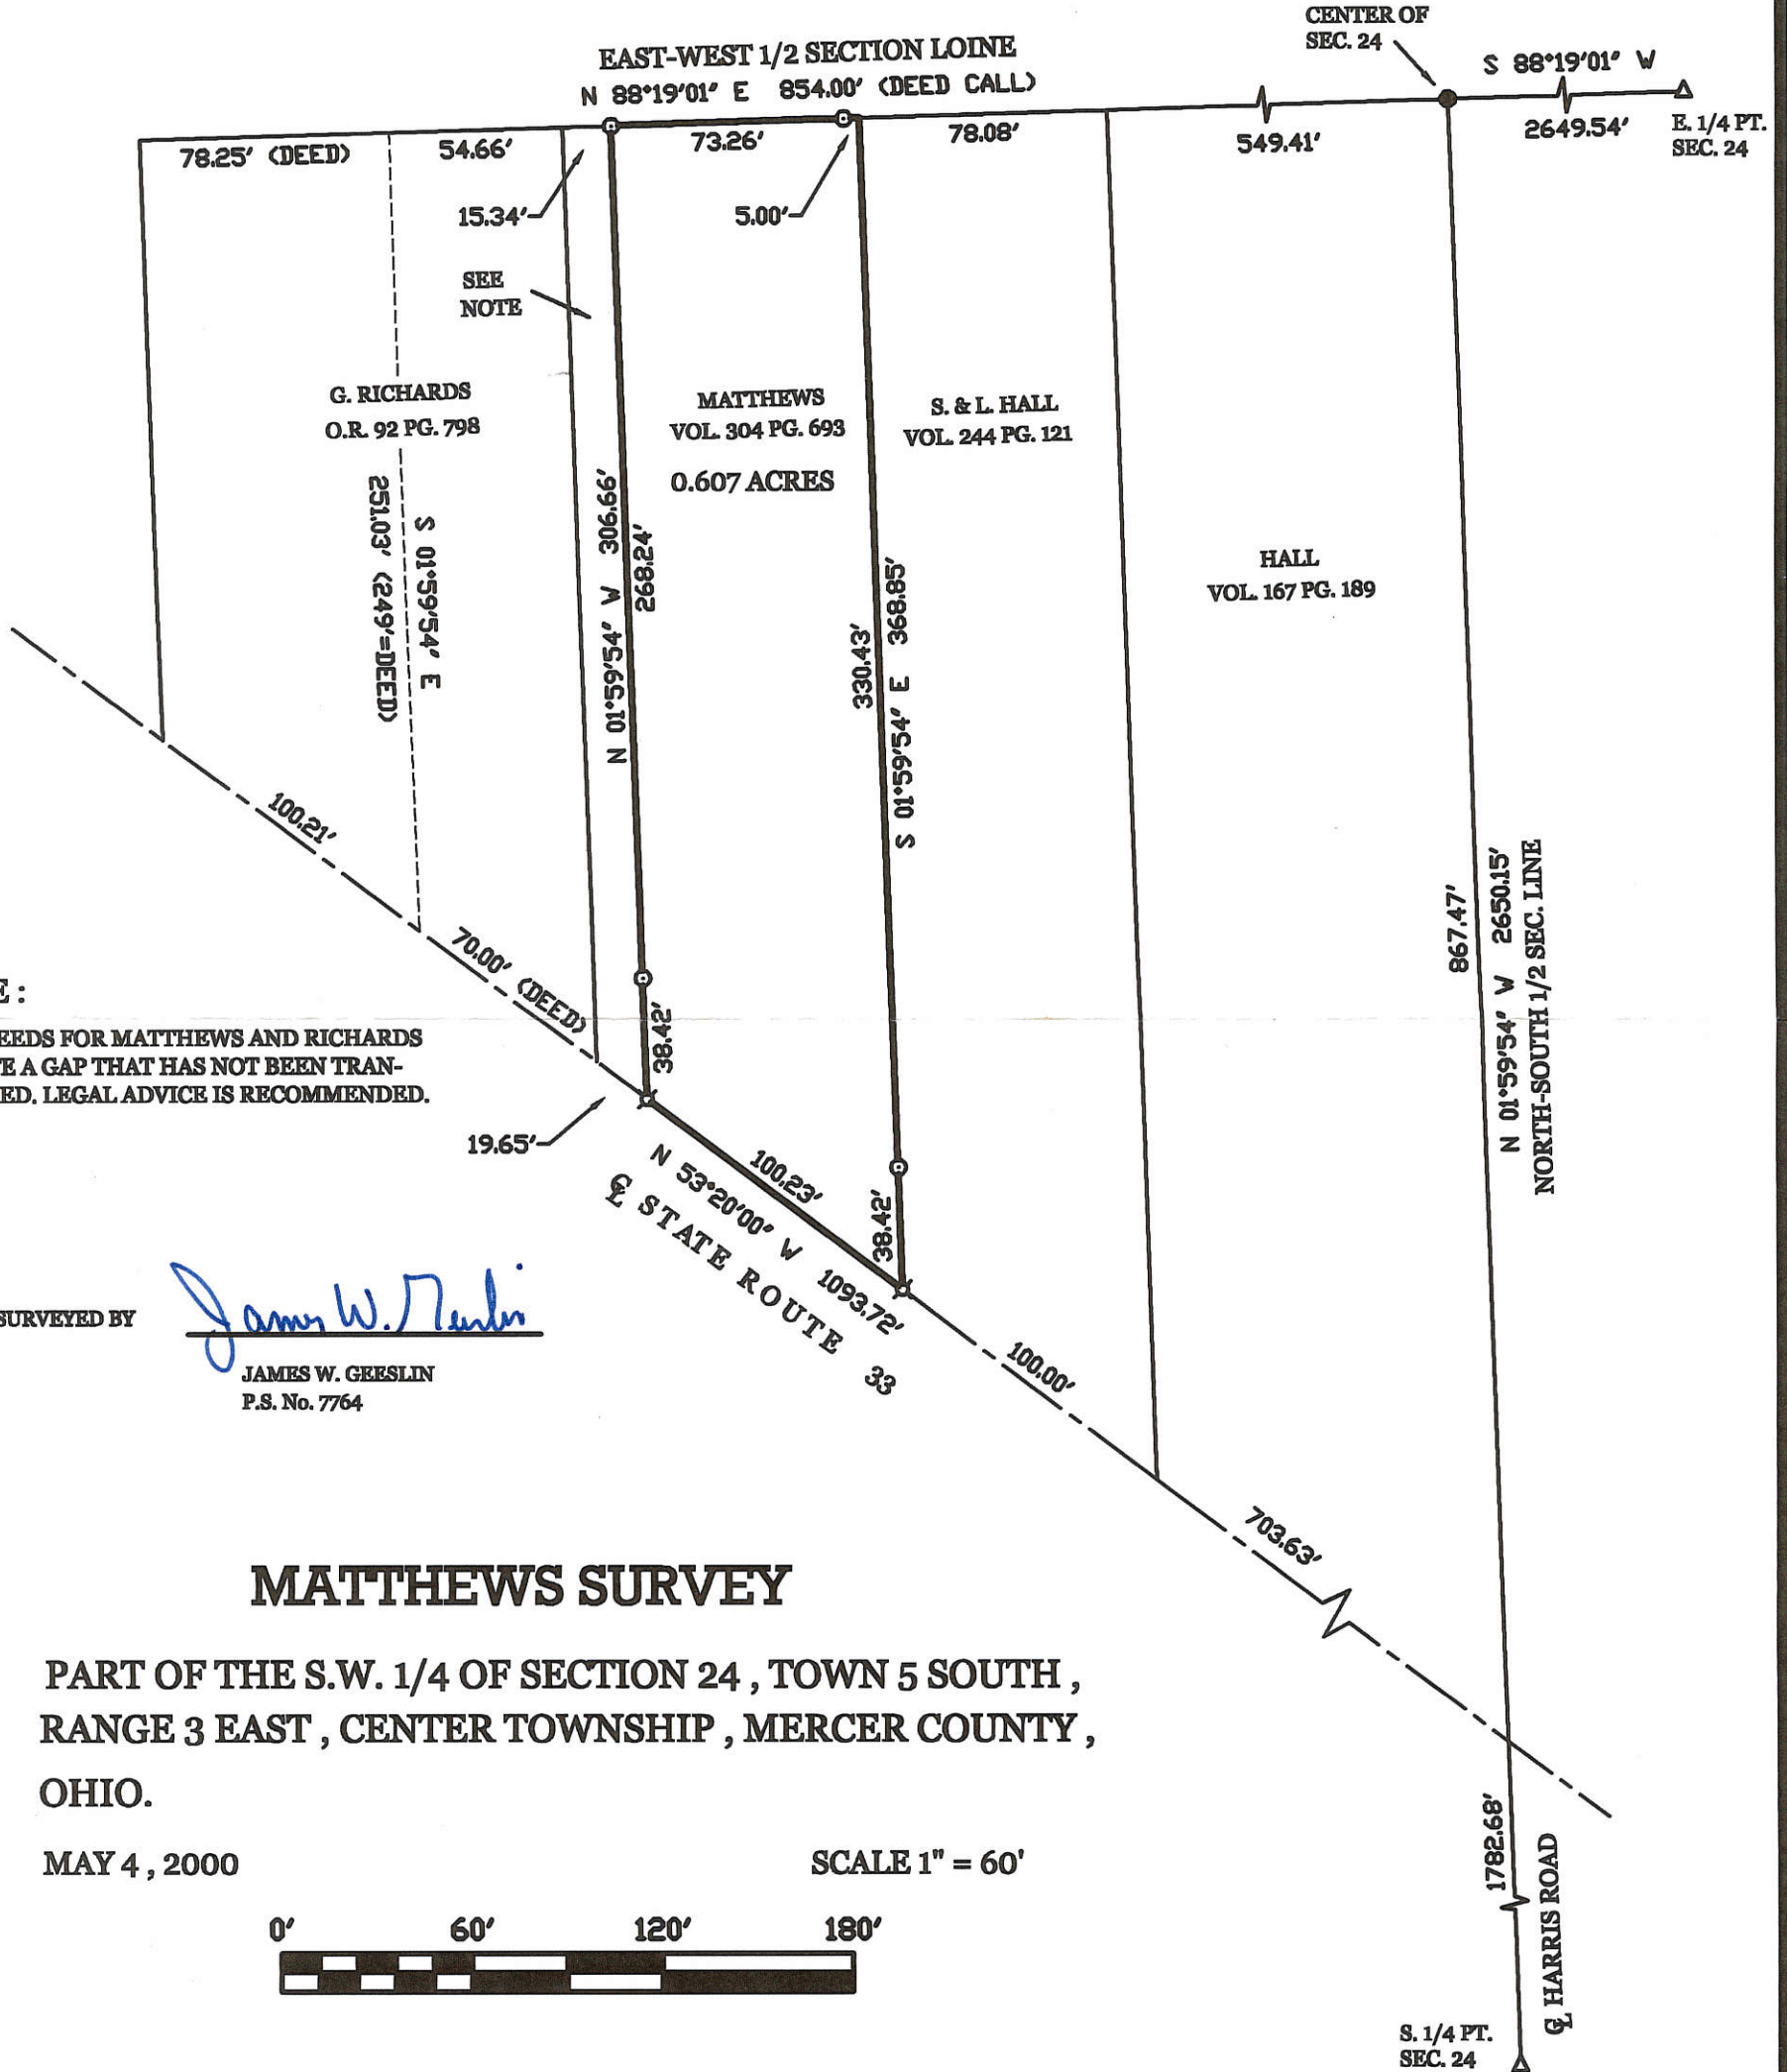 CENTER OF
SEC. 24
EAST-WEST 1/2 SECTION LOINE
N 88°19'01" E 854.00' (DEED CALL)
S 88°19'01" W
78.25' (DEED)
54.66'
73.26'
78.08'
549.41'
2649.54'
E. 1/4 PT.
SEC. 24
15.34'
5.00'
SEE
NOTE
G. RICHARDS
O.R. 92 PG. 798
MATTHEWS
VOL. 304 PG. 693
0.607 ACRES
S. & L. HALL
VOL. 244 PG. 121
HALL
VOL. 167 PG. 189
S 01°59'54" E
251.03' (249'=DEED)
N 01°59'54" W 306.66'
268.24'
330.43'
S 01°59'54" E 368.85'
867.47'
N 01°59'54" W 2650.15'
NORTH-SOUTH 1/2 SEC. LINE
100.21'
70.00' (DEED)
38.42'
E:
EEDS FOR MATTHEWS AND RICHARDS
TE A GAP THAT HAS NOT BEEN TRAN-
ED. LEGAL ADVICE IS RECOMMENDED.
19.65'
100.23'
38.42'
N 53°20'00" W 1093.72'
℄ STATE ROUTE 33
100.00'
703.63'
SURVEYED BY
James W. Geeslin
JAMES W. GEESLIN
P.S. No. 7764
MATTHEWS SURVEY
PART OF THE S.W. 1/4 OF SECTION 24 , TOWN 5 SOUTH ,
RANGE 3 EAST , CENTER TOWNSHIP , MERCER COUNTY ,
OHIO.
MAY 4 , 2000
SCALE 1" = 60'
0' 60' 120' 180'
1782.68'
℄ HARRIS ROAD
S. 1/4 PT.
SEC. 24